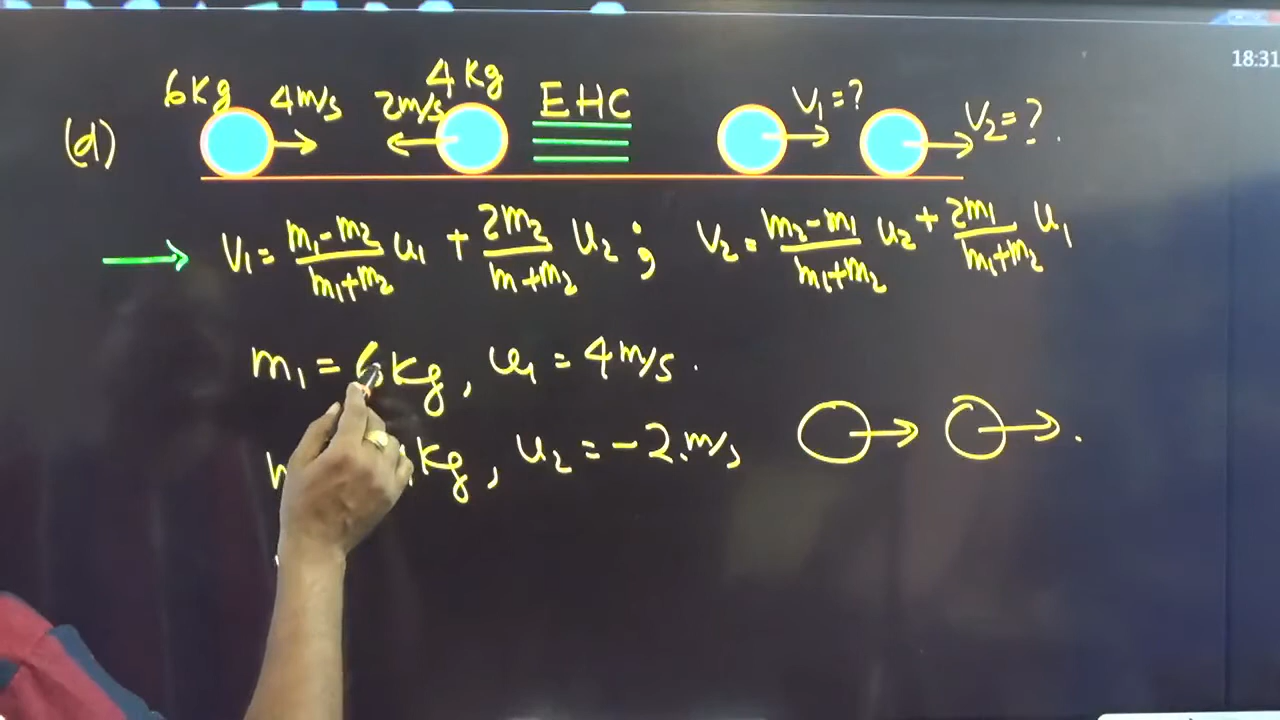 18:31
6Kg 4m/s 2m/s 4Kg EHC V₁=? V₂=?
(d)
V₁= (m₁-m₂)/(m₁+m₂) u₁ + 2m₂/(m+m₂) u₂ ; V₂= (m₂-m₁)/(m₁+m₂) u₂ + 2m₁/(m₁+m₂) u₁
m₁ = 6Kg, u₁ = 4m/s.
Kg, u₂ = -2.m/s